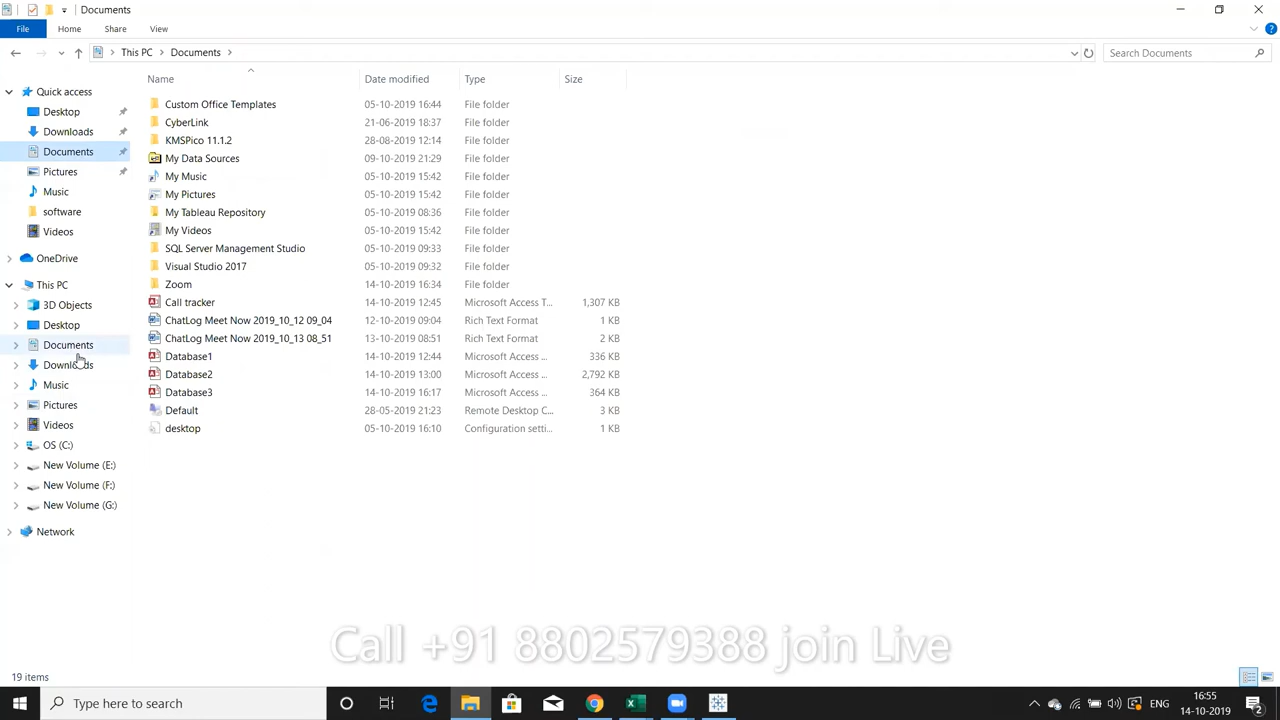 Documents
File Home Share View
This PC Documents
Search Documents
Name Date modified Type Size
Quick access
Desktop
Downloads
Documents
Pictures
Music
software
Videos
OneDrive
This PC
3D Objects
Desktop
Documents
Downloads
Music
Pictures
Videos
OS (C:)
New Volume (E:)
New Volume (F:)
New Volume (G:)
Network
Custom Office Templates 05-10-2019 16:44 File folder
CyberLink 21-06-2019 18:37 File folder
KMSPico 11.1.2 28-08-2019 12:14 File folder
My Data Sources 09-10-2019 21:29 File folder
My Music 05-10-2019 15:42 File folder
My Pictures 05-10-2019 15:42 File folder
My Tableau Repository 05-10-2019 08:36 File folder
My Videos 05-10-2019 15:42 File folder
SQL Server Management Studio 05-10-2019 09:33 File folder
Visual Studio 2017 05-10-2019 09:32 File folder
Zoom 14-10-2019 16:34 File folder
Call tracker 14-10-2019 12:45 Microsoft Access T... 1,307 KB
ChatLog Meet Now 2019_10_12 09_04 12-10-2019 09:04 Rich Text Format 1 KB
ChatLog Meet Now 2019_10_13 08_51 13-10-2019 08:51 Rich Text Format 2 KB
Database1 14-10-2019 12:44 Microsoft Access ... 336 KB
Database2 14-10-2019 13:00 Microsoft Access ... 2,792 KB
Database3 14-10-2019 16:17 Microsoft Access ... 364 KB
Default 28-05-2019 21:23 Remote Desktop C... 3 KB
desktop 05-10-2019 16:10 Configuration setti... 1 KB
Call +91 8802579388 join Live
19 items
Type here to search
ENG
16:55
14-10-2019
2